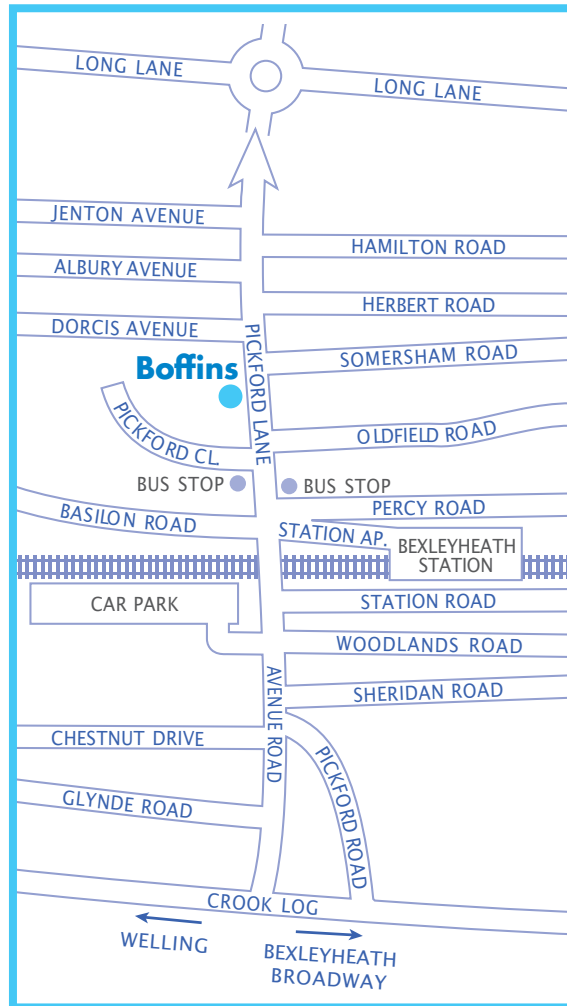 LONG LANE
LONG LANE
JENTON AVENUE
HAMILTON ROAD
ALBURY AVENUE
HERBERT ROAD
DORCIS AVENUE
PICKFORD LANE
SOMERSHAM ROAD
Boffins
PICKFORD CL.
OLDFIELD ROAD
BUS STOP
BUS STOP
PERCY ROAD
BASILON ROAD
STATION AP.
BEXLEYHEATH
STATION
CAR PARK
STATION ROAD
WOODLANDS ROAD
AVENUE ROAD
SHERIDAN ROAD
CHESTNUT DRIVE
PICKFORD ROAD
GLYNDE ROAD
CROOK LOG
WELLING
BEXLEYHEATH
BROADWAY